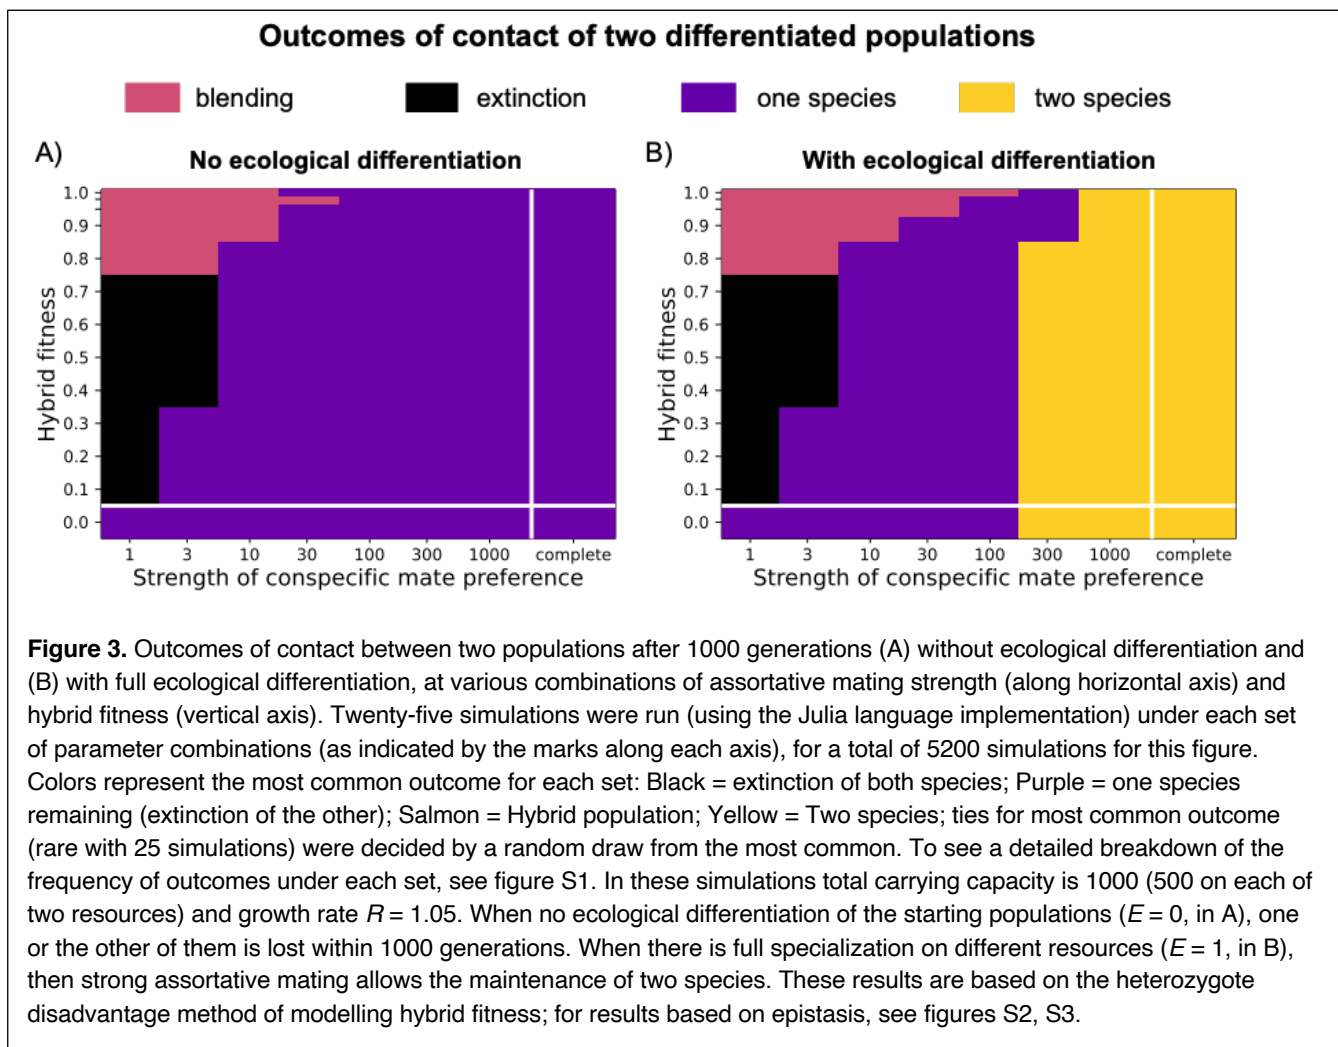 Outcomes of contact of two differentiated populations
blending extinction one species two species
A) No ecological differentiation
1.0
0.9
0.8
0.7
0.6
0.5
0.4
0.3
0.2
0.1
0.0
Hybrid fitness
1 3 10 30 100 300 1000 complete
Strength of conspecific mate preference
B) With ecological differentiation
1.0
0.9
0.8
0.7
0.6
0.5
0.4
0.3
0.2
0.1
0.0
Hybrid fitness
1 3 10 30 100 300 1000 complete
Strength of conspecific mate preference
Figure 3. Outcomes of contact between two populations after 1000 generations (A) without ecological differentiation and
(B) with full ecological differentiation, at various combinations of assortative mating strength (along horizontal axis) and
hybrid fitness (vertical axis). Twenty-five simulations were run (using the Julia language implementation) under each set
of parameter combinations (as indicated by the marks along each axis), for a total of 5200 simulations for this figure.
Colors represent the most common outcome for each set: Black = extinction of both species; Purple = one species
remaining (extinction of the other); Salmon = Hybrid population; Yellow = Two species; ties for most common outcome
(rare with 25 simulations) were decided by a random draw from the most common. To see a detailed breakdown of the
frequency of outcomes under each set, see figure S1. In these simulations total carrying capacity is 1000 (500 on each of
two resources) and growth rate R = 1.05. When no ecological differentiation of the starting populations (E = 0, in A), one
or the other of them is lost within 1000 generations. When there is full specialization on different resources (E = 1, in B),
then strong assortative mating allows the maintenance of two species. These results are based on the heterozygote
disadvantage method of modelling hybrid fitness; for results based on epistasis, see figures S2, S3.